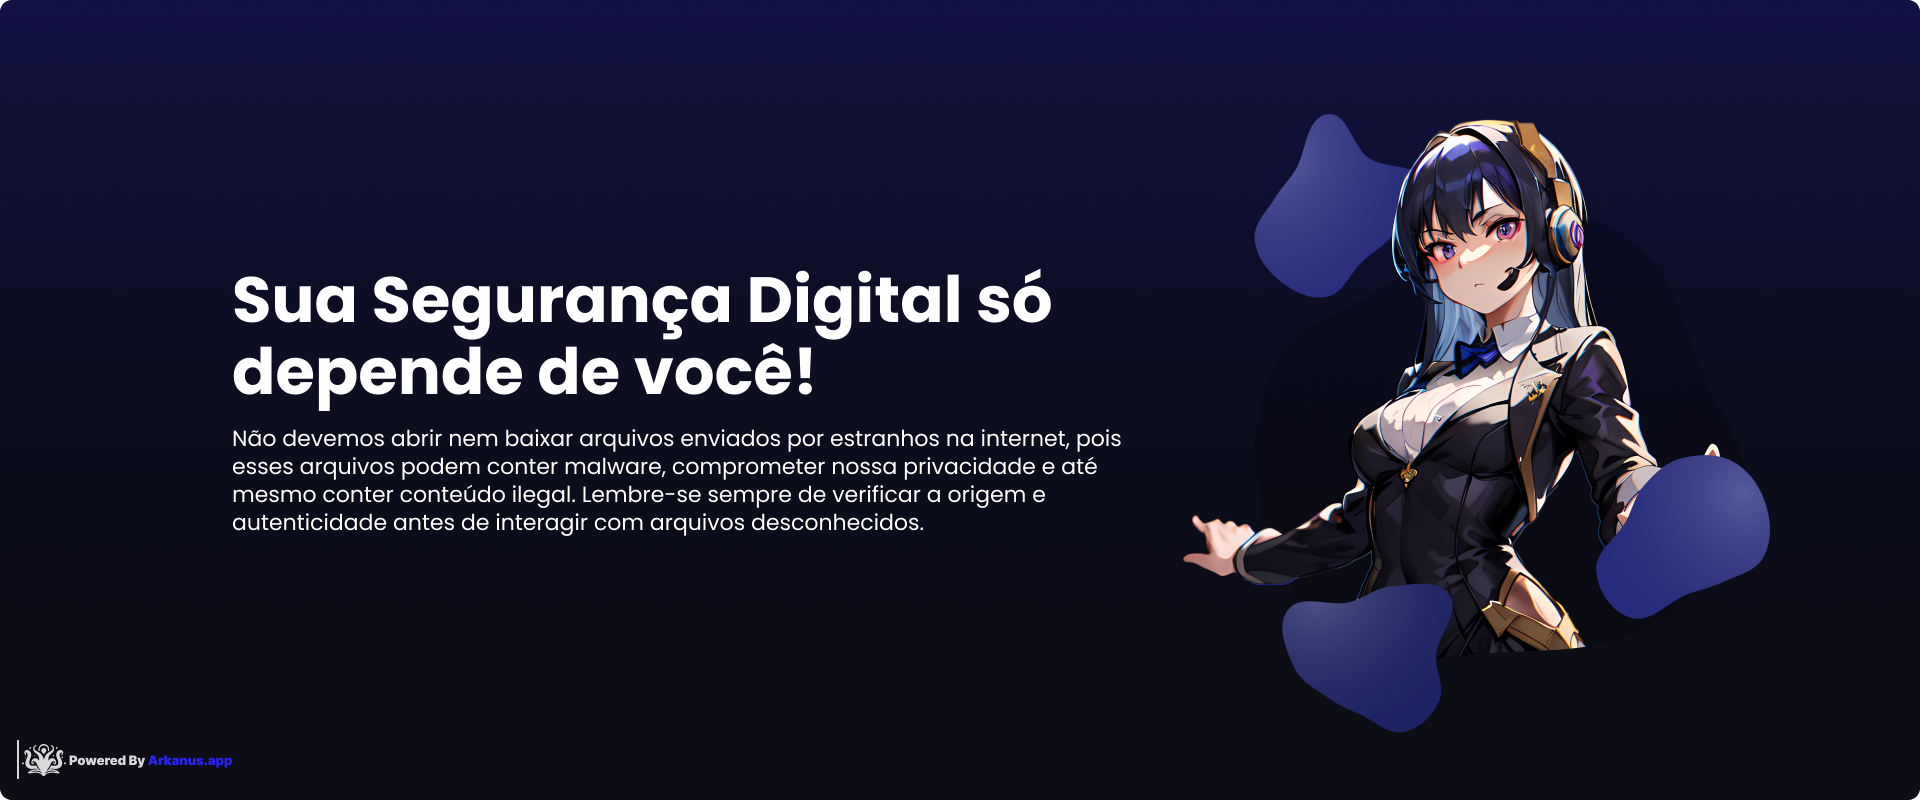 Sua Segurança Digital só
depende de você!
Não devemos abrir nem baixar arquivos enviados por estranhos na internet, pois
esses arquivos podem conter malware, comprometer nossa privacidade e até
mesmo conter conteúdo ilegal. Lembre-se sempre de verificar a origem e
autenticidade antes de interagir com arquivos desconhecidos.
Powered By Arkanus.app